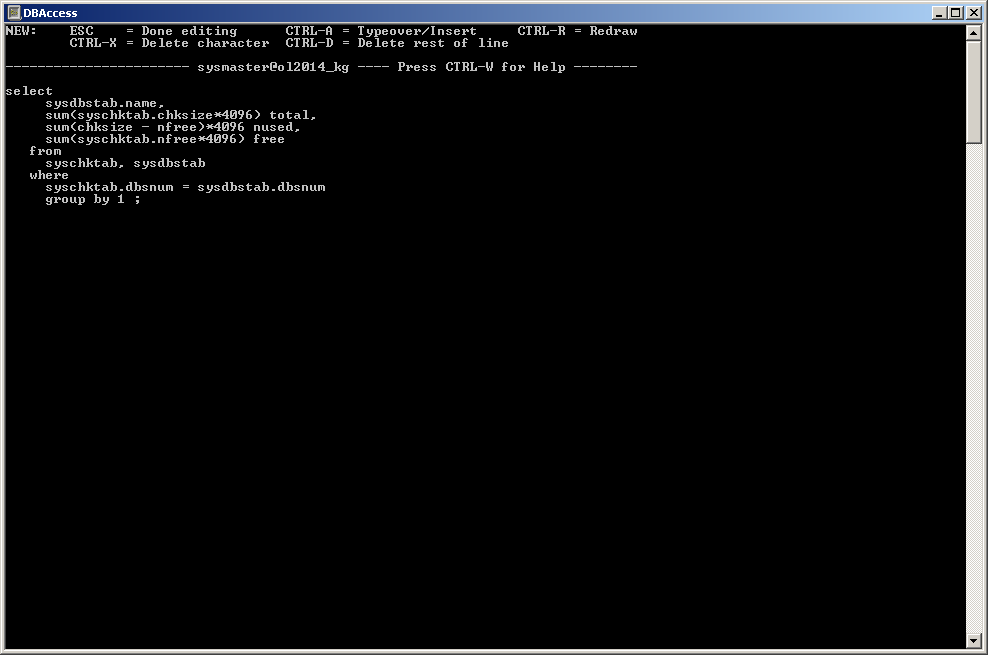 DBAccess
NEW:    ESC    = Done editing      CTRL-A = Typeover/Insert     CTRL-R = Redraw
        CTRL-X = Delete character  CTRL-D = Delete rest of line
----------------------- sysmaster@ol2014_kg ---- Press CTRL-W for Help --------
select
     sysdbstab.name,
     sum(syschktab.chksize*4096) total,
     sum(chksize - nfree)*4096 nused,
     sum(syschktab.nfree*4096) free
   from
     syschktab, sysdbstab
   where
     syschktab.dbsnum = sysdbstab.dbsnum
     group by 1 ;